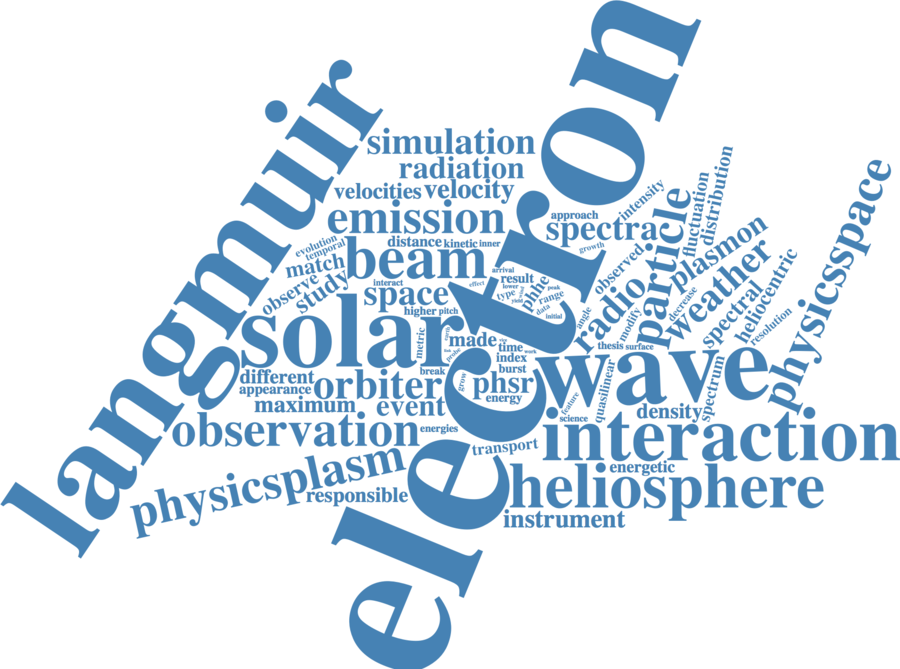 electron
langmuir
simulation
radiation
velocities
velocity
emission
approach
intensity
spectra
distance
kinetic
inner
growth
evolution
temporal
match
beam
observe
study
interact
effect
arrival
result
lower
type
yield
phhe
peak
range
data
initial
space
higher
pitch
solar
metric
made
time
index
burst
break
different
orbiter
appearance
maximum
event
grow
phsr
energy
observation
energies
physicsplasm
responsible
transport
observed
radio
particle
fluctuation
distribution
plasmon
weather
decrease
modify
angle
thesis
surface
spectral
heliocentric
resolution
physicsspace
wave
quasilinear
feature
science
density
spectrum
interaction
energetic
heliosphere
instrument
work